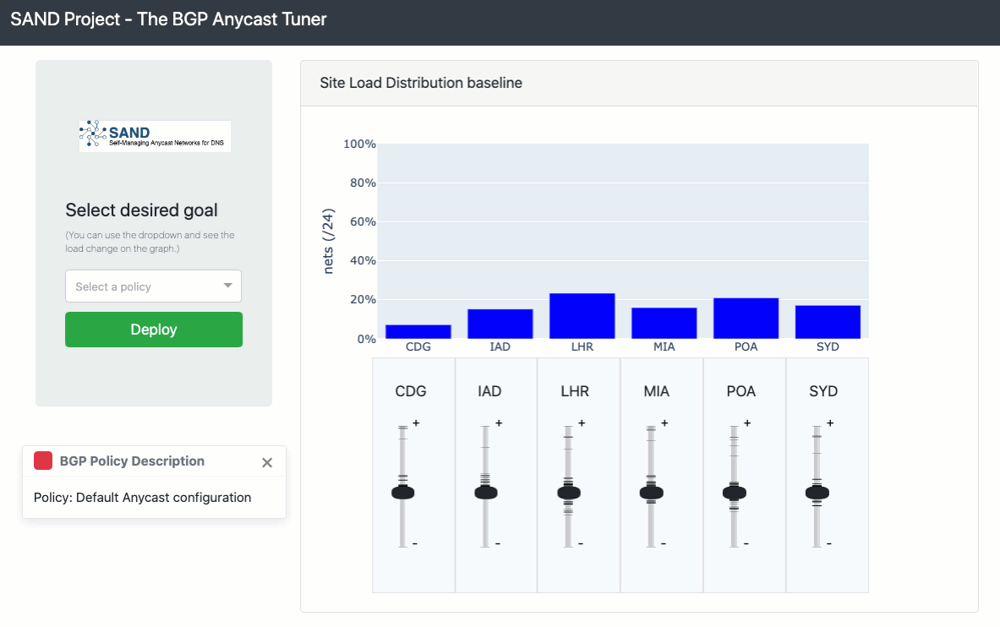 SAND Project - The BGP Anycast Tuner
SAND
Self-Managing Anycast Networks for DNS
Select desired goal
(You can use the dropdown and see the
load change on the graph.)
Select a policy
Deploy
BGP Policy Description
×
Policy: Default Anycast configuration
Site Load Distribution baseline
100%
80%
60%
40%
20%
0%
nets (/24)
CDG IAD LHR MIA POA SYD
CDG IAD LHR MIA POA SYD
+ + + + + +
- - - - - -